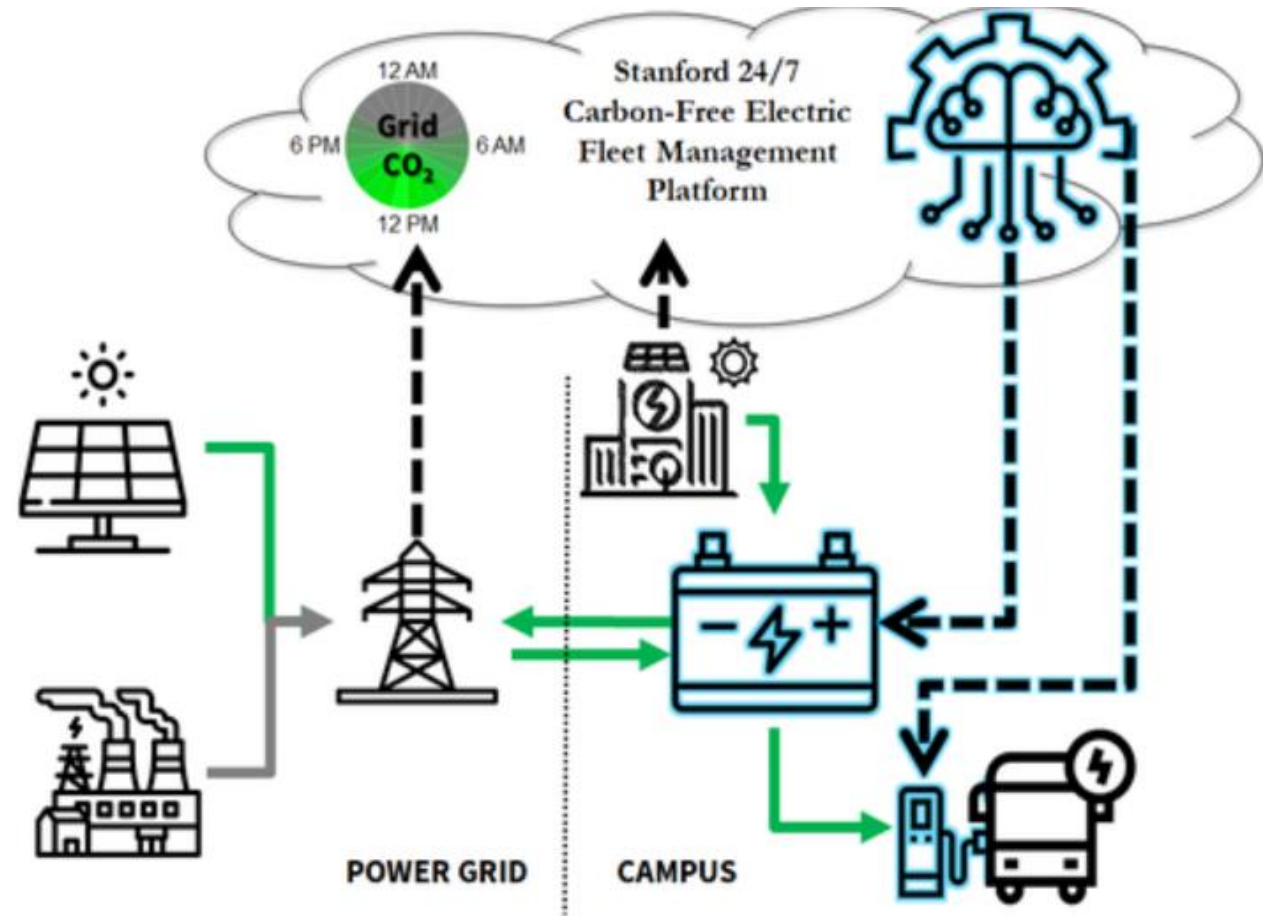 12 AM
6 PM
Grid
CO₂
6 AM
12 PM
Stanford 24/7
Carbon-Free Electric
Fleet Management
Platform
- +
POWER GRID
CAMPUS